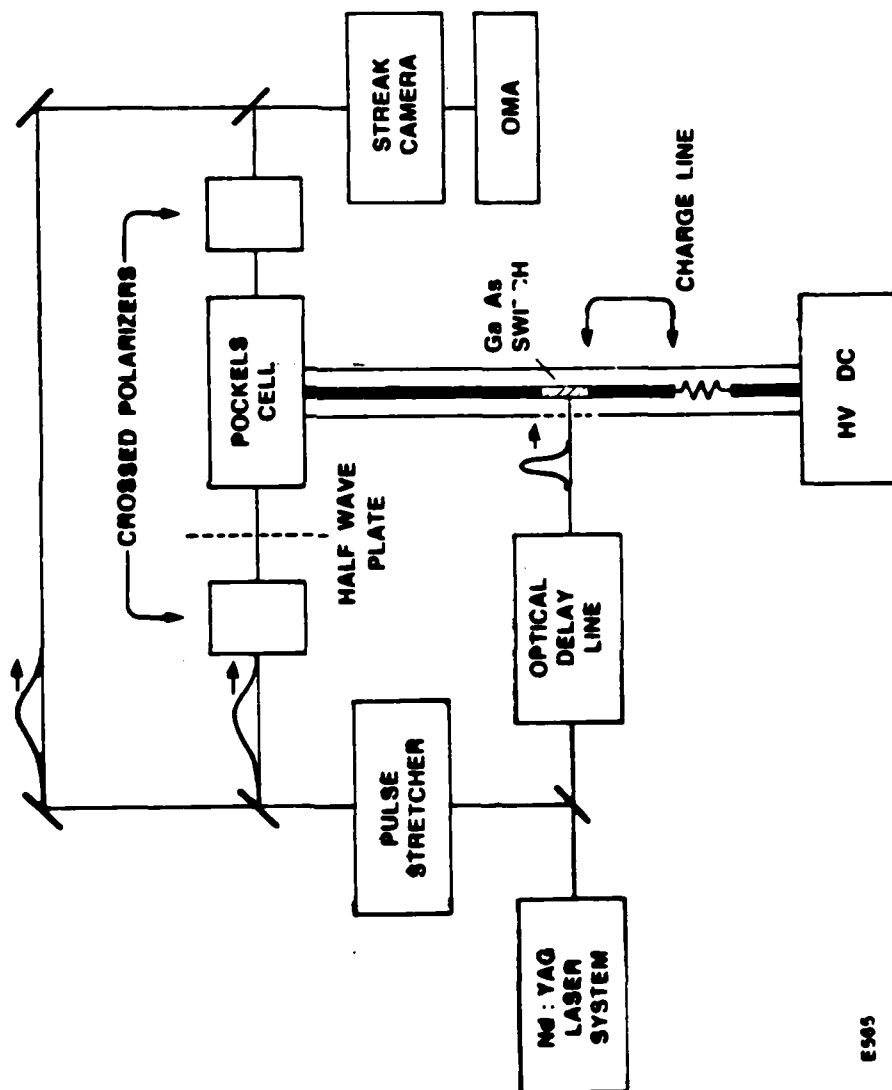 CROSSED POLARIZERS
STREAK
CAMERA
OMA
POCKELS
CELL
HALF WAVE
PLATE
Ga As
SWITCH
CHARGE LINE
PULSE
STRETCHER
OPTICAL
DELAY
LINE
HV DC
Nd : YAG
LASER
SYSTEM
E565